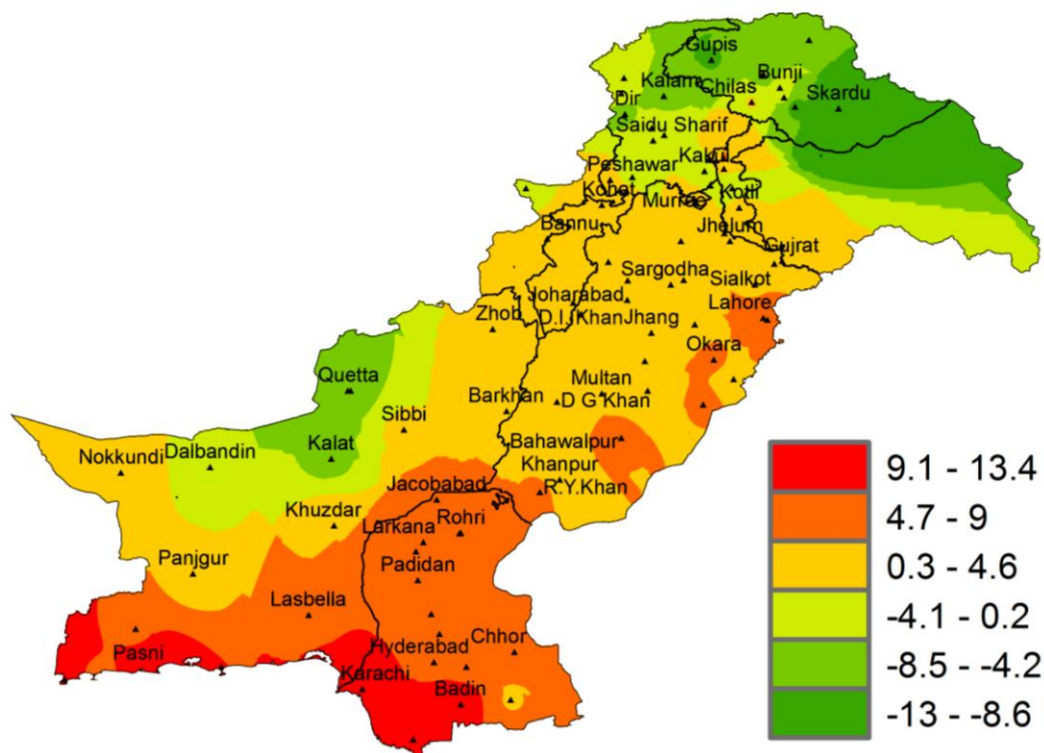 Gupis
Bunji
Kalam
Chilas
Skardu
Dir
Saidu Sharif
Kakul
Peshawar
Kohat
Murree
Kotli
Bannu
Jhelum
Gujrat
Sargodha
Sialkot
Joharabad
Lahore
Zhob
D.I. Khan
Jhang
Okara
Quetta
Multan
Barkhan
D G Khan
Sibbi
Bahawalpur
Kalat
Dalbandin
Nokkundi
Khanpur
Jacobabad
R.Y.Khan
Khuzdar
Larkana
Rohri
Panjgur
Padidan
Lasbella
Hyderabad
Chhor
Pasni
Karachi
Badin
9.1 - 13.4
4.7 - 9
0.3 - 4.6
-4.1 - 0.2
-8.5 - -4.2
-13 - -8.6